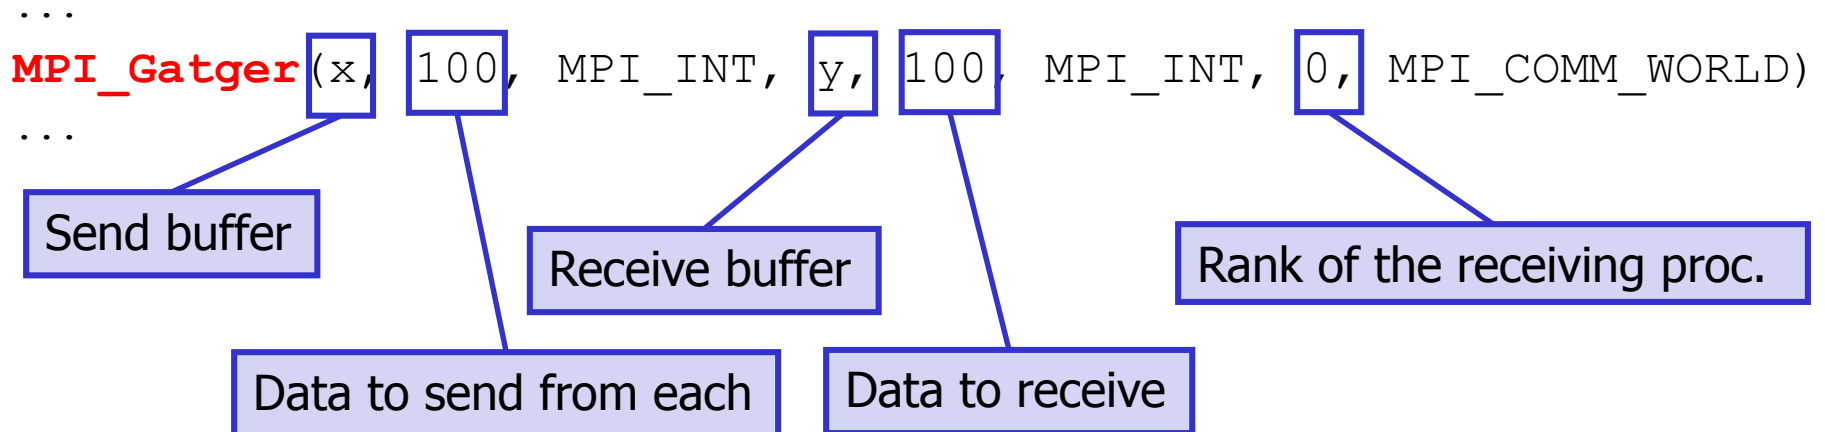 ...
MPI_Gatger(x, 100, MPI_INT, y, 100, MPI_INT, 0, MPI_COMM_WORLD)
...
Send buffer
Receive buffer
Rank of the receiving proc.
Data to send from each
Data to receive